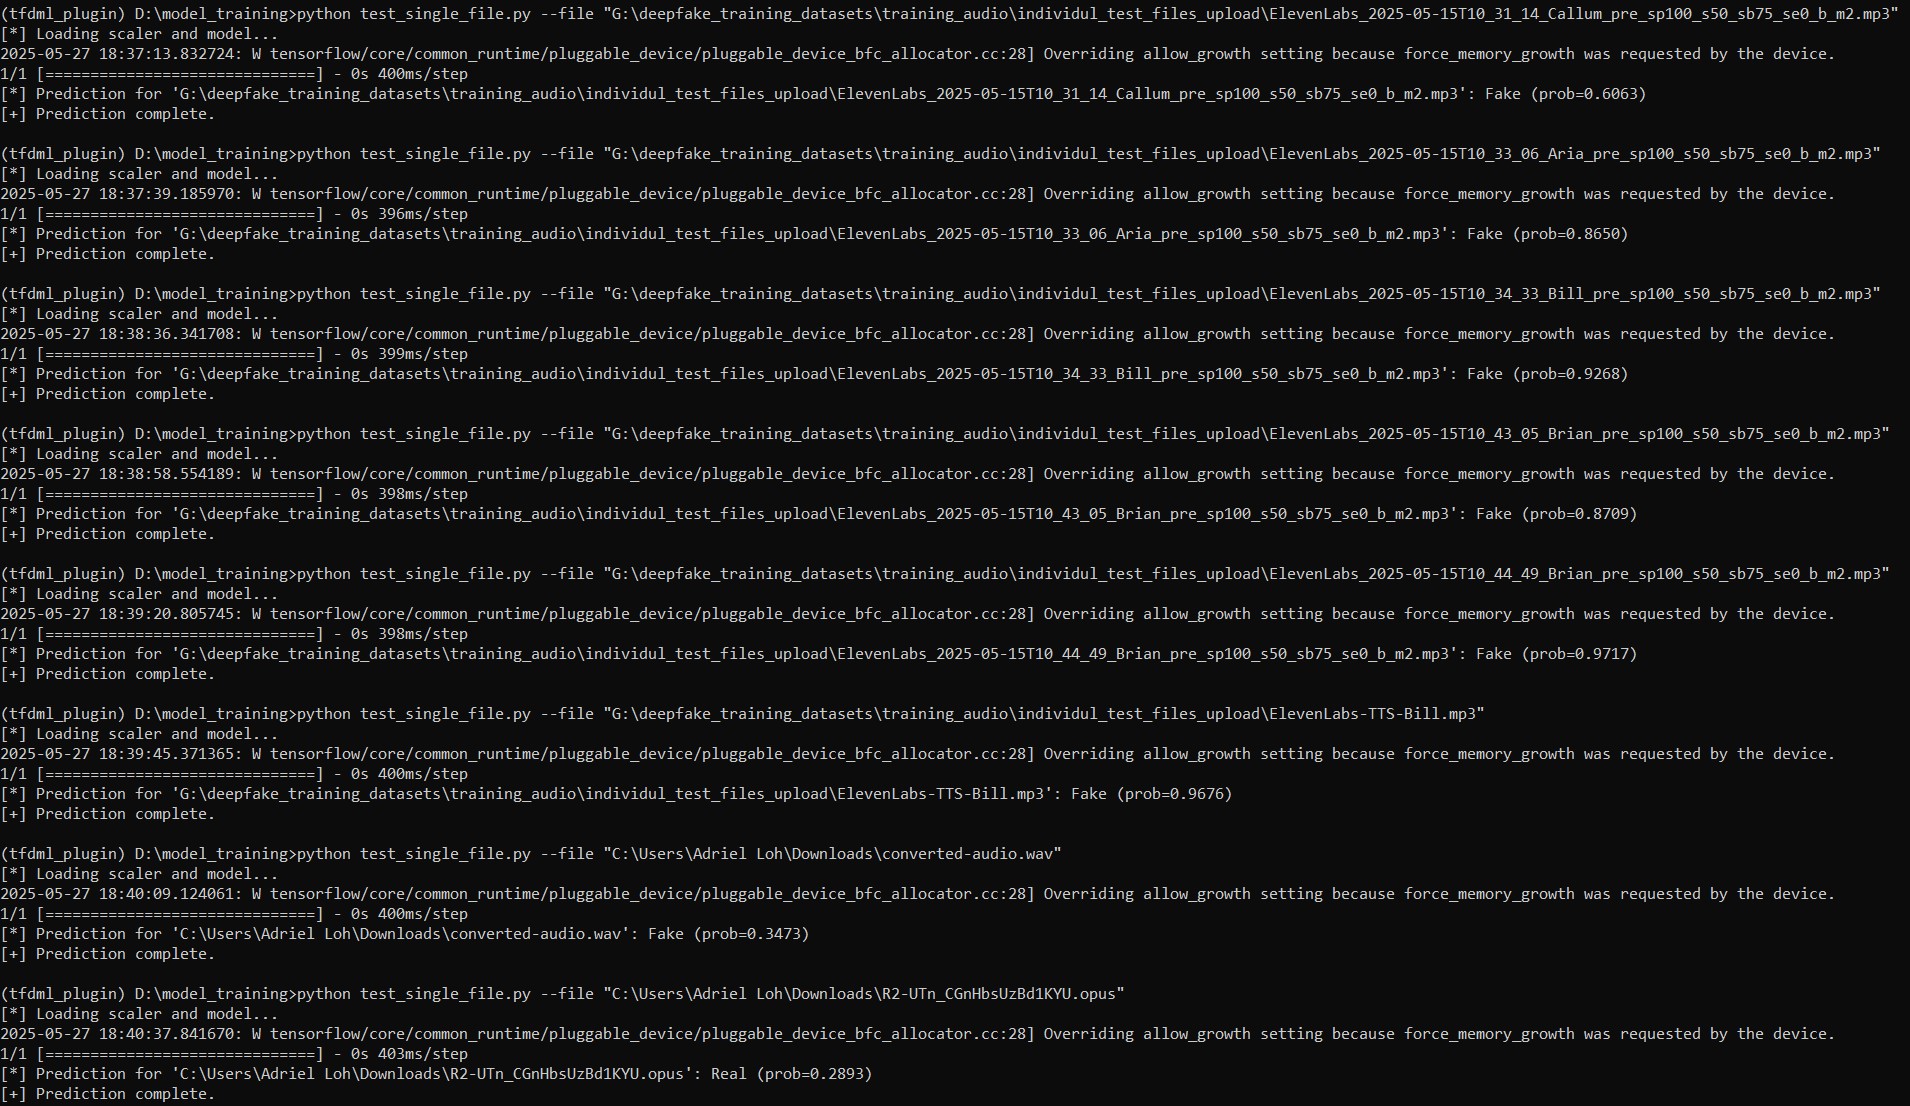 (tfdml_plugin) D:\model_training>python test_single_file.py --file "G:\deepfake_training_datasets\training_audio\individul_test_files_upload\ElevenLabs_2025-05-15T10_31_14_Callum_pre_sp100_s50_sb75_se0_b_m2.mp3"
[*] Loading scaler and model...
2025-05-27 18:37:13.832724: W tensorflow/core/common_runtime/pluggable_device/pluggable_device_bfc_allocator.cc:28] Overriding allow_growth setting because force_memory_growth was requested by the device.
1/1 [==============================] - 0s 400ms/step
[*] Prediction for 'G:\deepfake_training_datasets\training_audio\individul_test_files_upload\ElevenLabs_2025-05-15T10_31_14_Callum_pre_sp100_s50_sb75_se0_b_m2.mp3': Fake (prob=0.6063)
[+] Prediction complete.
(tfdml_plugin) D:\model_training>python test_single_file.py --file "G:\deepfake_training_datasets\training_audio\individul_test_files_upload\ElevenLabs_2025-05-15T10_33_06_Aria_pre_sp100_s50_sb75_se0_b_m2.mp3"
[*] Loading scaler and model...
2025-05-27 18:37:39.185970: W tensorflow/core/common_runtime/pluggable_device/pluggable_device_bfc_allocator.cc:28] Overriding allow_growth setting because force_memory_growth was requested by the device.
1/1 [==============================] - 0s 396ms/step
[*] Prediction for 'G:\deepfake_training_datasets\training_audio\individul_test_files_upload\ElevenLabs_2025-05-15T10_33_06_Aria_pre_sp100_s50_sb75_se0_b_m2.mp3': Fake (prob=0.8650)
[+] Prediction complete.
(tfdml_plugin) D:\model_training>python test_single_file.py --file "G:\deepfake_training_datasets\training_audio\individul_test_files_upload\ElevenLabs_2025-05-15T10_34_33_Bill_pre_sp100_s50_sb75_se0_b_m2.mp3"
[*] Loading scaler and model...
2025-05-27 18:38:36.341708: W tensorflow/core/common_runtime/pluggable_device/pluggable_device_bfc_allocator.cc:28] Overriding allow_growth setting because force_memory_growth was requested by the device.
1/1 [==============================] - 0s 399ms/step
[*] Prediction for 'G:\deepfake_training_datasets\training_audio\individul_test_files_upload\ElevenLabs_2025-05-15T10_34_33_Bill_pre_sp100_s50_sb75_se0_b_m2.mp3': Fake (prob=0.9268)
[+] Prediction complete.
(tfdml_plugin) D:\model_training>python test_single_file.py --file "G:\deepfake_training_datasets\training_audio\individul_test_files_upload\ElevenLabs_2025-05-15T10_43_05_Brian_pre_sp100_s50_sb75_se0_b_m2.mp3"
[*] Loading scaler and model...
2025-05-27 18:38:58.554189: W tensorflow/core/common_runtime/pluggable_device/pluggable_device_bfc_allocator.cc:28] Overriding allow_growth setting because force_memory_growth was requested by the device.
1/1 [==============================] - 0s 398ms/step
[*] Prediction for 'G:\deepfake_training_datasets\training_audio\individul_test_files_upload\ElevenLabs_2025-05-15T10_43_05_Brian_pre_sp100_s50_sb75_se0_b_m2.mp3': Fake (prob=0.8709)
[+] Prediction complete.
(tfdml_plugin) D:\model_training>python test_single_file.py --file "G:\deepfake_training_datasets\training_audio\individul_test_files_upload\ElevenLabs_2025-05-15T10_44_49_Brian_pre_sp100_s50_sb75_se0_b_m2.mp3"
[*] Loading scaler and model...
2025-05-27 18:39:20.805745: W tensorflow/core/common_runtime/pluggable_device/pluggable_device_bfc_allocator.cc:28] Overriding allow_growth setting because force_memory_growth was requested by the device.
1/1 [==============================] - 0s 398ms/step
[*] Prediction for 'G:\deepfake_training_datasets\training_audio\individul_test_files_upload\ElevenLabs_2025-05-15T10_44_49_Brian_pre_sp100_s50_sb75_se0_b_m2.mp3': Fake (prob=0.9717)
[+] Prediction complete.
(tfdml_plugin) D:\model_training>python test_single_file.py --file "G:\deepfake_training_datasets\training_audio\individul_test_files_upload\ElevenLabs-TTS-Bill.mp3"
[*] Loading scaler and model...
2025-05-27 18:39:45.371365: W tensorflow/core/common_runtime/pluggable_device/pluggable_device_bfc_allocator.cc:28] Overriding allow_growth setting because force_memory_growth was requested by the device.
1/1 [==============================] - 0s 400ms/step
[*] Prediction for 'G:\deepfake_training_datasets\training_audio\individul_test_files_upload\ElevenLabs-TTS-Bill.mp3': Fake (prob=0.9676)
[+] Prediction complete.
(tfdml_plugin) D:\model_training>python test_single_file.py --file "C:\Users\Adriel Loh\Downloads\converted-audio.wav"
[*] Loading scaler and model...
2025-05-27 18:40:09.124061: W tensorflow/core/common_runtime/pluggable_device/pluggable_device_bfc_allocator.cc:28] Overriding allow_growth setting because force_memory_growth was requested by the device.
1/1 [==============================] - 0s 400ms/step
[*] Prediction for 'C:\Users\Adriel Loh\Downloads\converted-audio.wav': Fake (prob=0.3473)
[+] Prediction complete.
(tfdml_plugin) D:\model_training>python test_single_file.py --file "C:\Users\Adriel Loh\Downloads\R2-UTn_CGnHbsUzBd1KYU.opus"
[*] Loading scaler and model...
2025-05-27 18:40:37.841670: W tensorflow/core/common_runtime/pluggable_device/pluggable_device_bfc_allocator.cc:28] Overriding allow_growth setting because force_memory_growth was requested by the device.
1/1 [==============================] - 0s 403ms/step
[*] Prediction for 'C:\Users\Adriel Loh\Downloads\R2-UTn_CGnHbsUzBd1KYU.opus': Real (prob=0.2893)
[+] Prediction complete.